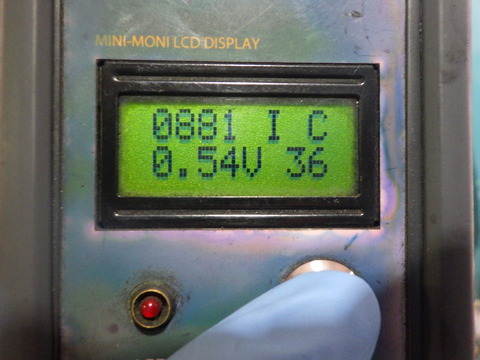 MINI-MONI LCD DISPLAY
0881 I C
0.54V 36